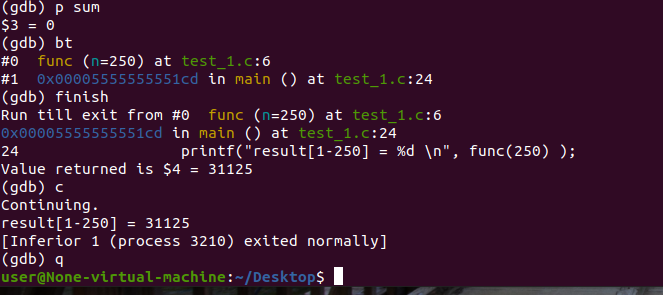 (gdb) p sum
$3 = 0
(gdb) bt
#0  func (n=250) at test_1.c:6
#1  0x00005555555551cd in main () at test_1.c:24
(gdb) finish
Run till exit from #0  func (n=250) at test_1.c:6
0x00005555555551cd in main () at test_1.c:24
24	        printf("result[1-250] = %d \n", func(250) );
Value returned is $4 = 31125
(gdb) c
Continuing.
result[1-250] = 31125
[Inferior 1 (process 3210) exited normally]
(gdb) q
user@None-virtual-machine:~/Desktop$